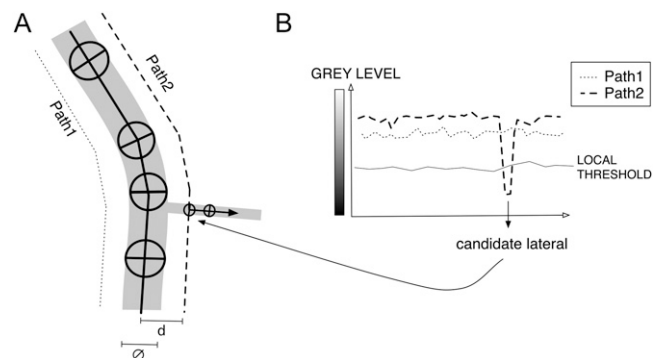 A
Path1
Path2
d
Ø
B
GREY LEVEL
Path1
Path2
LOCAL
THRESHOLD
candidate lateral